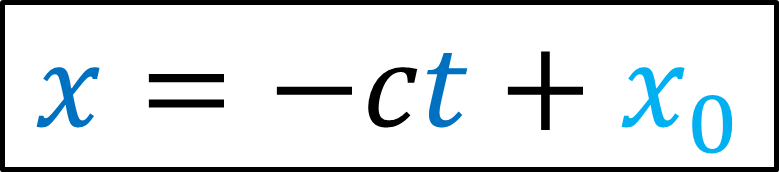 x = −ct + x₀